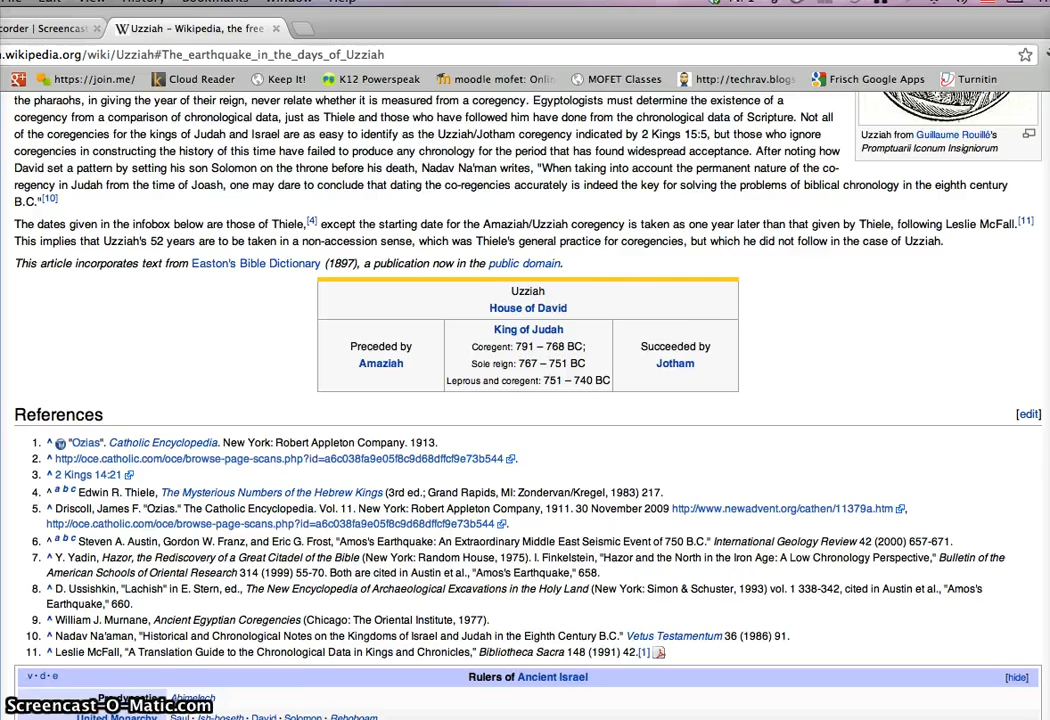 File Edit View History Bookmarks Window Help
corder | Screencast × Uzziah - Wikipedia, the free ×
.wikipedia.org/wiki/Uzziah#The_earthquake_in_the_days_of_Uzziah
https://join.me/ Cloud Reader Keep It! K12 Powerspeak moodle mofet: Onlin MOFET Classes http://techrav.blogs Frisch Google Apps Turnitin
the pharaohs, in giving the year of their reign, never relate whether it is measured from a coregency. Egyptologists must determine the existence of a
coregency from a comparison of chronological data, just as Thiele and those who have followed him have done from the chronological data of Scripture. Not all
of the coregencies for the kings of Judah and Israel are as easy to identify as the Uzziah/Jotham coregency indicated by 2 Kings 15:5, but those who ignore
coregencies in constructing the history of this time have failed to produce any chronology for the period that has found widespread acceptance. After noting how
David set a pattern by setting his son Solomon on the throne before his death, Nadav Na'man writes, "When taking into account the permanent nature of the co-
regency in Judah from the time of Joash, one may dare to conclude that dating the co-regencies accurately is indeed the key for solving the problems of biblical chronology in the eighth century
B.C."[10]
Uzziah from Guillaume Rouillé's
Promptuarii Iconum Insigniorum
The dates given in the infobox below are those of Thiele,[4] except the starting date for the Amaziah/Uzziah coregency is taken as one year later than that given by Thiele, following Leslie McFall.[11]
This implies that Uzziah's 52 years are to be taken in a non-accession sense, which was Thiele's general practice for coregencies, but which he did not follow in the case of Uzziah.
This article incorporates text from Easton's Bible Dictionary (1897), a publication now in the public domain.
Uzziah
House of David
Preceded by
Amaziah
King of Judah
Coregent: 791 – 768 BC;
Sole reign: 767 – 751 BC
Leprous and coregent: 751 – 740 BC
Succeeded by
Jotham
References [edit]
1. ^ "Ozias". Catholic Encyclopedia. New York: Robert Appleton Company. 1913.
2. ^ http://oce.catholic.com/oce/browse-page-scans.php?id=a6c038fa9e05f8c9d68dffcf9e73b544.
3. ^ 2 Kings 14:21
4. ^ a b c Edwin R. Thiele, The Mysterious Numbers of the Hebrew Kings (3rd ed.; Grand Rapids, MI: Zondervan/Kregel, 1983) 217.
5. ^ Driscoll, James F. "Ozias." The Catholic Encyclopedia. Vol. 11. New York: Robert Appleton Company, 1911. 30 November 2009 http://www.newadvent.org/cathen/11379a.htm,
http://oce.catholic.com/oce/browse-page-scans.php?id=a6c038fa9e05f8c9d68dffcf9e73b544.
6. ^ a b c Steven A. Austin, Gordon W. Franz, and Eric G. Frost, "Amos's Earthquake: An Extraordinary Middle East Seismic Event of 750 B.C." International Geology Review 42 (2000) 657-671.
7. ^ Y. Yadin, Hazor, the Rediscovery of a Great Citadel of the Bible (New York: Random House, 1975). I. Finkelstein, "Hazor and the North in the Iron Age: A Low Chronology Perspective," Bulletin of the
American Schools of Oriental Research 314 (1999) 55-70. Both are cited in Austin et al., "Amos's Earthquake," 658.
8. ^ D. Ussishkin, "Lachish" in E. Stern, ed., The New Encyclopedia of Archaeological Excavations in the Holy Land (New York: Simon & Schuster, 1993) vol. 1 338-342, cited in Austin et al., "Amos's
Earthquake," 660.
9. ^ William J. Murnane, Ancient Egyptian Coregencies (Chicago: The Oriental Institute, 1977).
10. ^ Nadav Na'aman, "Historical and Chronological Notes on the Kingdoms of Israel and Judah in the Eighth Century B.C." Vetus Testamentum 36 (1986) 91.
11. ^ Leslie McFall, "A Translation Guide to the Chronological Data in Kings and Chronicles," Bibliotheca Sacra 148 (1991) 42.[1]
v · d · e Rulers of Ancient Israel [hide]
Pre-dynastic Abimelech
United Monarchy Saul · Ish-boseth · David · Solomon · Rehoboam
Screencast-O-Matic.com